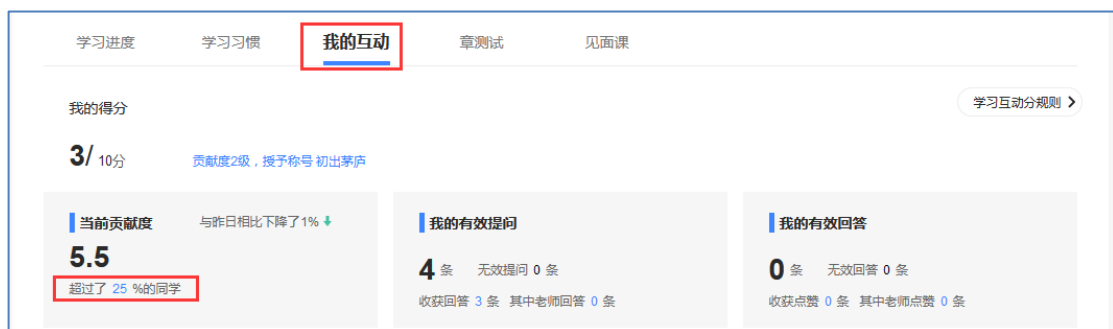 学习进度 学习习惯 我的互动 章测试 见面课
我的得分 学习互动分规则
3/ 10分 贡献度2级，授予称号 初出茅庐
当前贡献度 与昨日相比下降了1% 我的有效提问 我的有效回答
5.5 4 条 无效提问 0 条 0 条 无效回答 0 条
超过了 25 %的同学 收获回答 3 条 其中老师回答 0 条 收获点赞 0 条 其中老师点赞 0 条